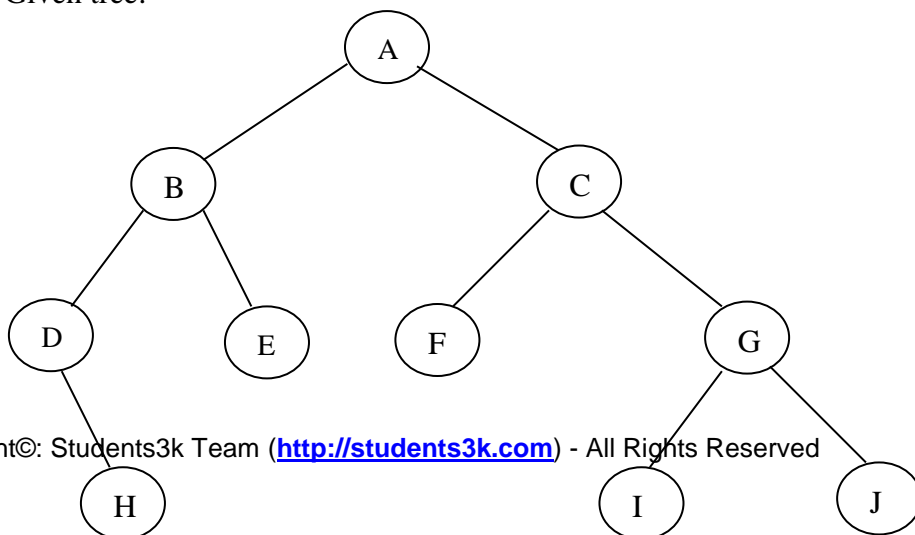 Given tree:
A
B
C
D
E
F
G
nt©: Students3k Team (http://students3k.com) - All Rights Reserved
H
I
J